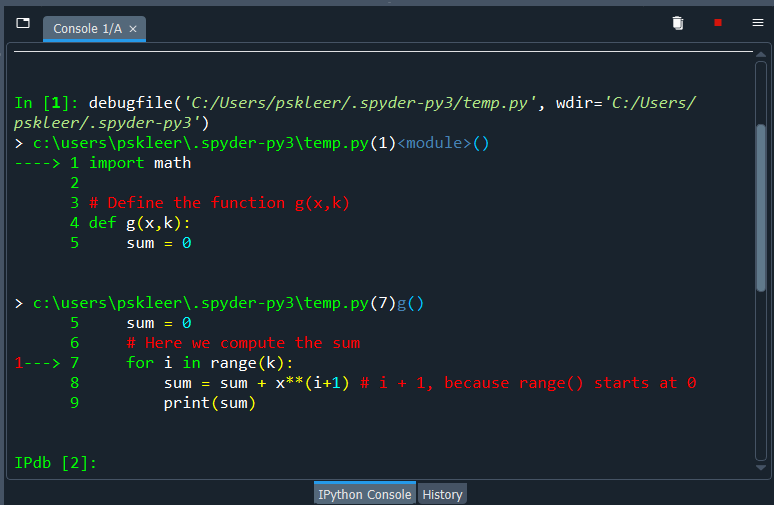 Console 1/A ×
In [1]: debugfile('C:/Users/pskleer/.spyder-py3/temp.py', wdir='C:/Users/
pskleer/.spyder-py3')
> c:\users\pskleer\.spyder-py3\temp.py(1)<module>()
----> 1 import math
      2
      3 # Define the function g(x,k)
      4 def g(x,k):
      5     sum = 0
> c:\users\pskleer\.spyder-py3\temp.py(7)g()
      5     sum = 0
      6     # Here we compute the sum
1---> 7     for i in range(k):
      8         sum = sum + x**(i+1) # i + 1, because range() starts at 0
      9         print(sum)
IPdb [2]:
IPython Console History